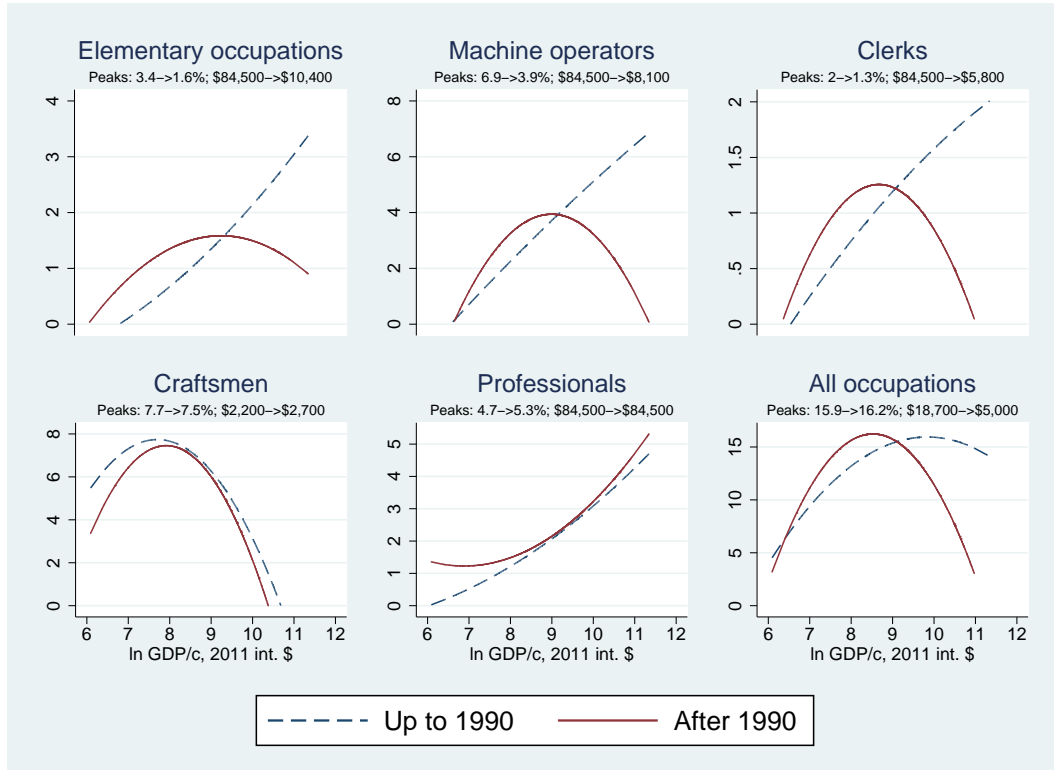 Elementary occupations
Peaks: 3.4–>1.6%; $84,500–>$10,400
4
3
2
1
0
Machine operators
Peaks: 6.9–>3.9%; $84,500–>$8,100
8
6
4
2
0
Clerks
Peaks: 2–>1.3%; $84,500–>$5,800
2
1.5
1
.5
0
Craftsmen
Peaks: 7.7–>7.5%; $2,200–>$2,700
8
6
4
2
0
6 7 8 9 10 11 12
ln GDP/c, 2011 int. $
Professionals
Peaks: 4.7–>5.3%; $84,500–>$84,500
5
4
3
2
1
0
6 7 8 9 10 11 12
ln GDP/c, 2011 int. $
All occupations
Peaks: 15.9–>16.2%; $18,700–>$5,000
15
10
5
0
6 7 8 9 10 11 12
ln GDP/c, 2011 int. $
Up to 1990 After 1990